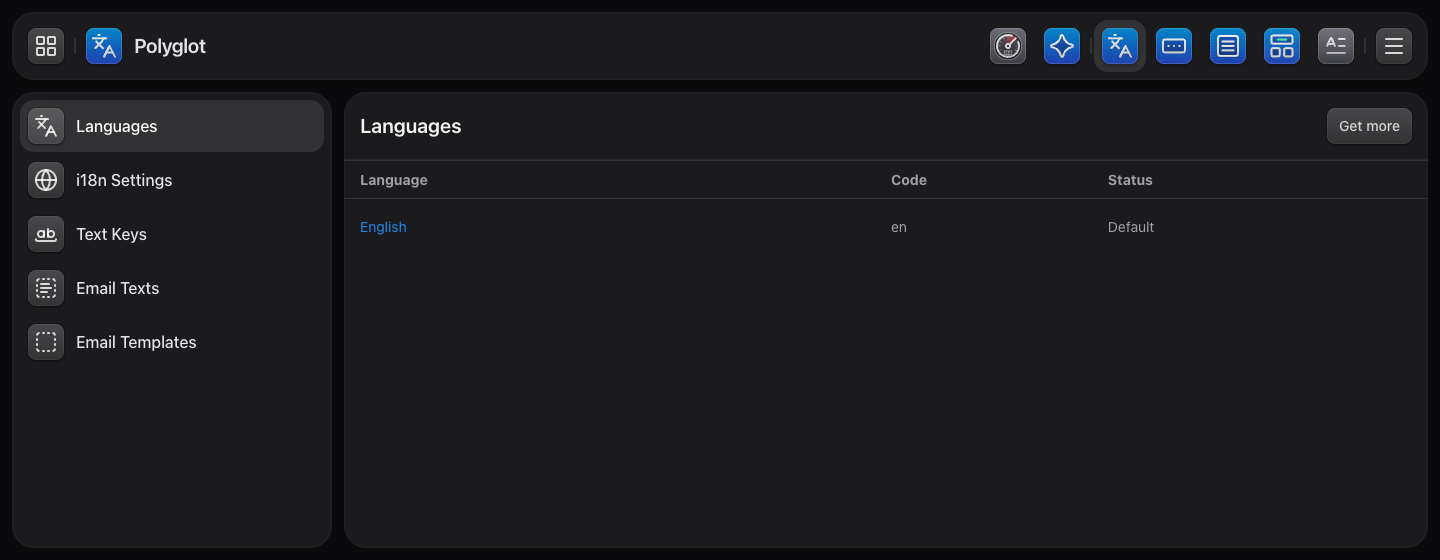 Polyglot
Languages
i18n Settings
Text Keys
Email Texts
Email Templates
Languages
Get more
Language Code Status
English en Default